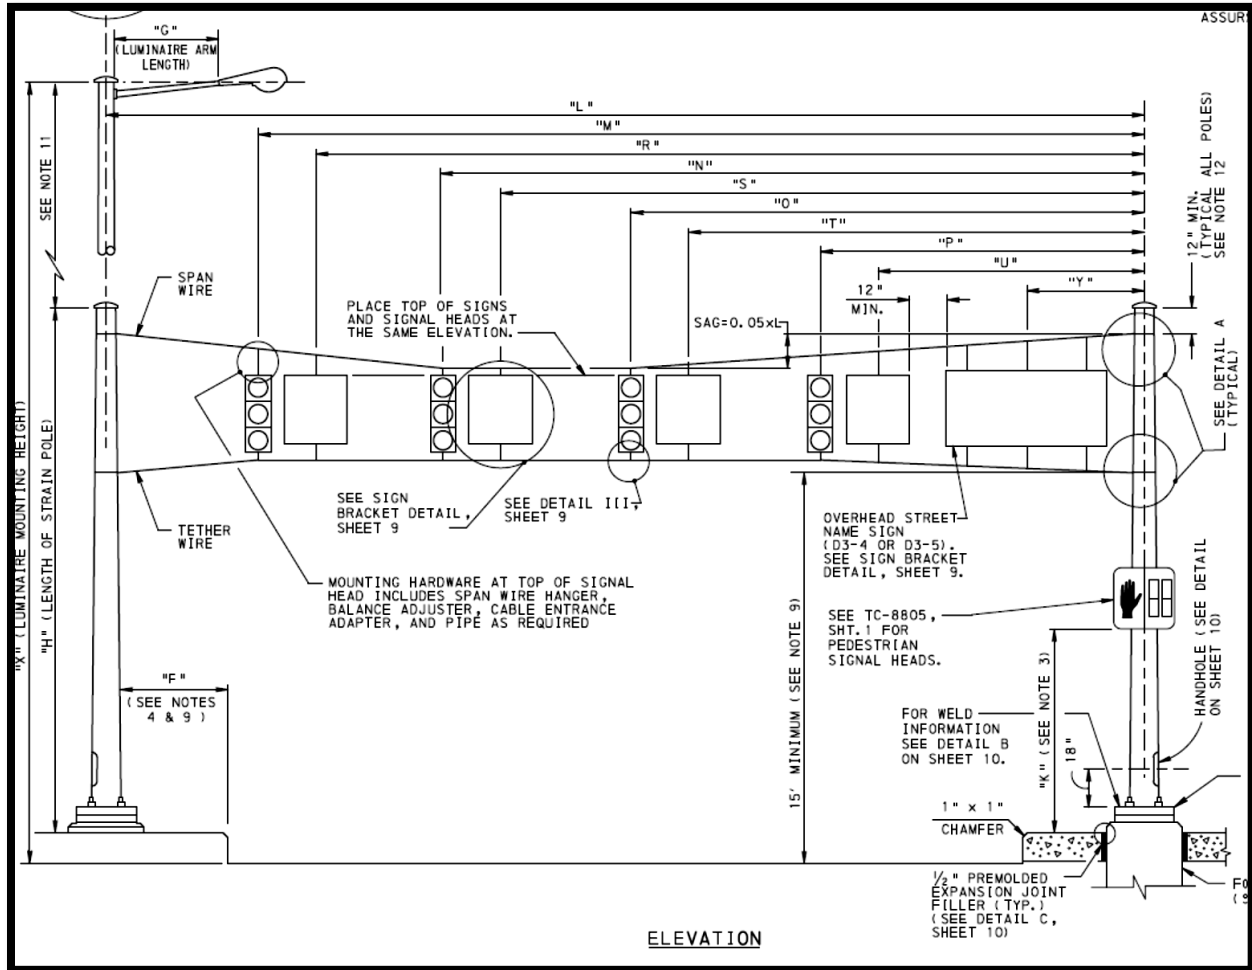 ASSURS
"G"
(LUMINAIRE ARM
LENGTH)
"L"
"M"
"R"
"N"
"S"
"O"
"T"
"P"
"U"
"Y"
12" MIN.
(TYPICAL ALL POLES)
SEE NOTE 12
SEE NOTE 11
SPAN
WIRE
PLACE TOP OF SIGNS
AND SIGNAL HEADS AT
THE SAME ELEVATION.
12"
MIN.
SAG=0.05xL
SEE DETAIL A
(TYPICAL)
"X" (LUMINAIRE MOUNTING HEIGHT)
"H" (LENGTH OF STRAIN POLE)
TETHER
WIRE
SEE SIGN
BRACKET DETAIL,
SHEET 9
SEE DETAIL III,
SHEET 9
OVERHEAD STREET
NAME SIGN
(D3-4 OR D3-5).
SEE SIGN BRACKET
DETAIL, SHEET 9.
MOUNTING HARDWARE AT TOP OF SIGNAL
HEAD INCLUDES SPAN WIRE HANGER,
BALANCE ADJUSTER, CABLE ENTRANCE
ADAPTER, AND PIPE AS REQUIRED
SEE TC-8805,
SHT.1 FOR
PEDESTRIAN
SIGNAL HEADS.
HANDHOLE (SEE DETAIL
ON SHEET 10)
"F"
(SEE NOTES
4 & 9 )
15' MINIMUM (SEE NOTE 9)
"K" (SEE NOTE 3)
18"
FOR WELD
INFORMATION
SEE DETAIL B
ON SHEET 10.
1" x 1"
CHAMFER
1/2" PREMOLDED
EXPANSION JOINT
FILLER (TYP.)
(SEE DETAIL C,
SHEET 10)
ELEVATION